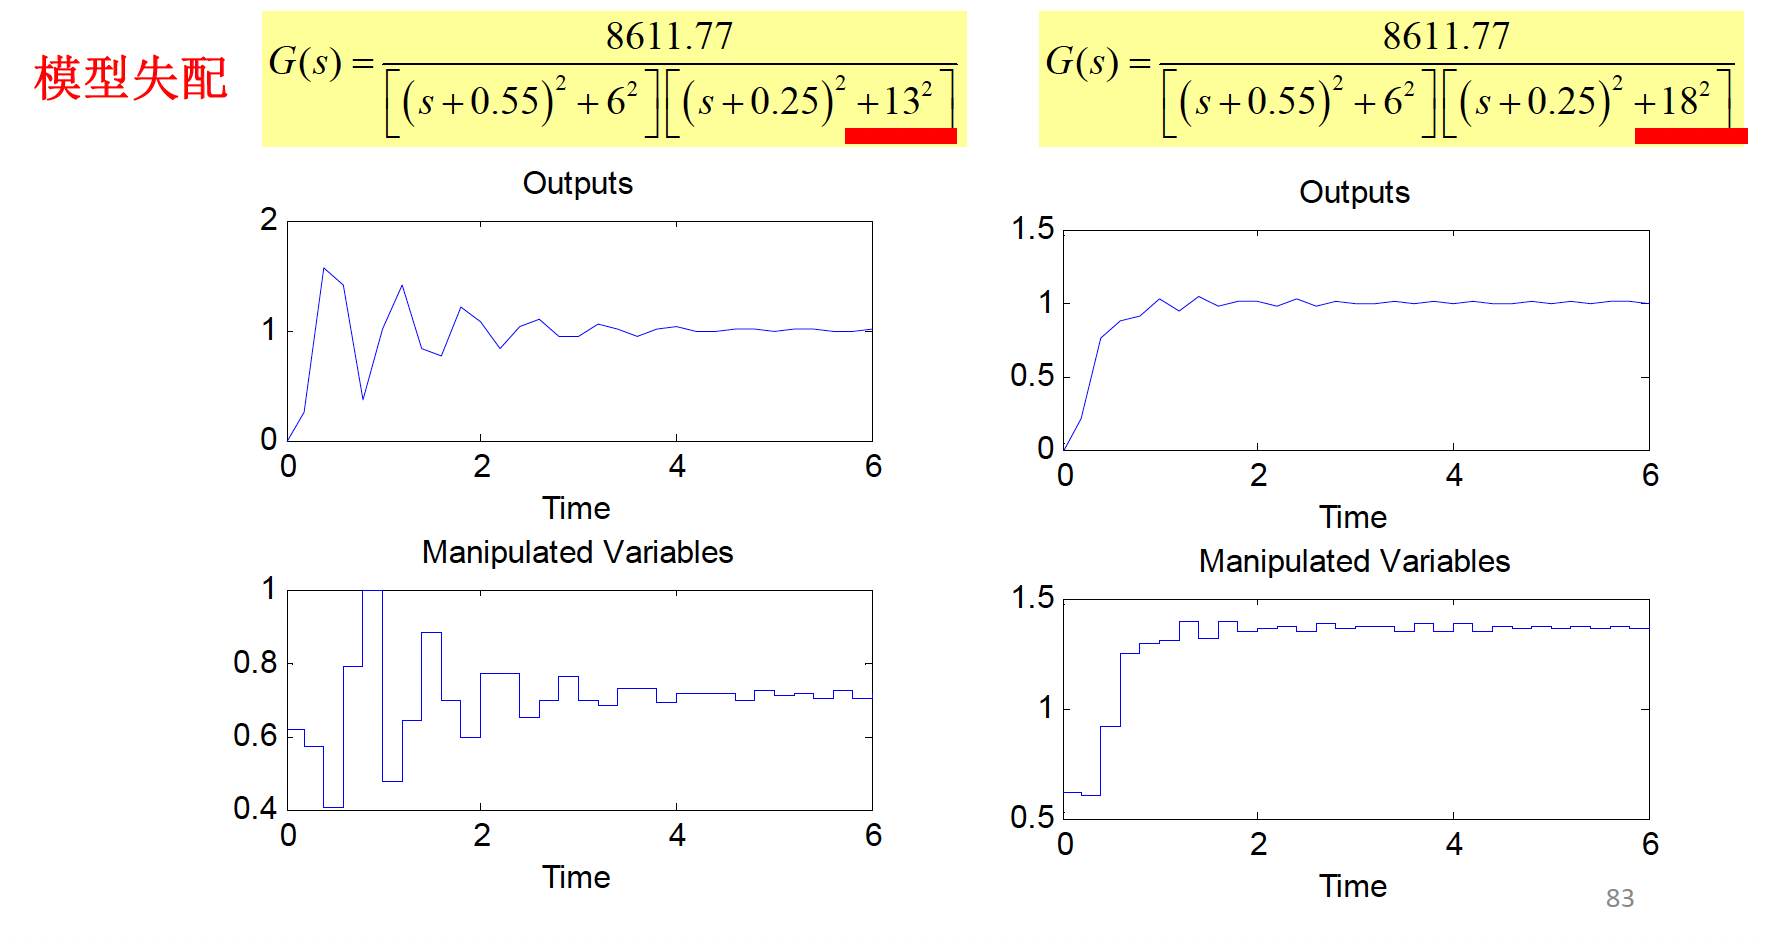 模型失配
G(s) = 8611.77 / [(s+0.55)² + 6²][(s+0.25)² +13²]
G(s) = 8611.77 / [(s+0.55)² + 6²][(s+0.25)² +18²]
Outputs
2
1
0
0 2 4 6
Time
Manipulated Variables
1
0.8
0.6
0.4
0 2 4 6
Time
Outputs
1.5
1
0.5
0
0 2 4 6
Time
Manipulated Variables
1.5
1
0.5
0 2 4 6
Time
83